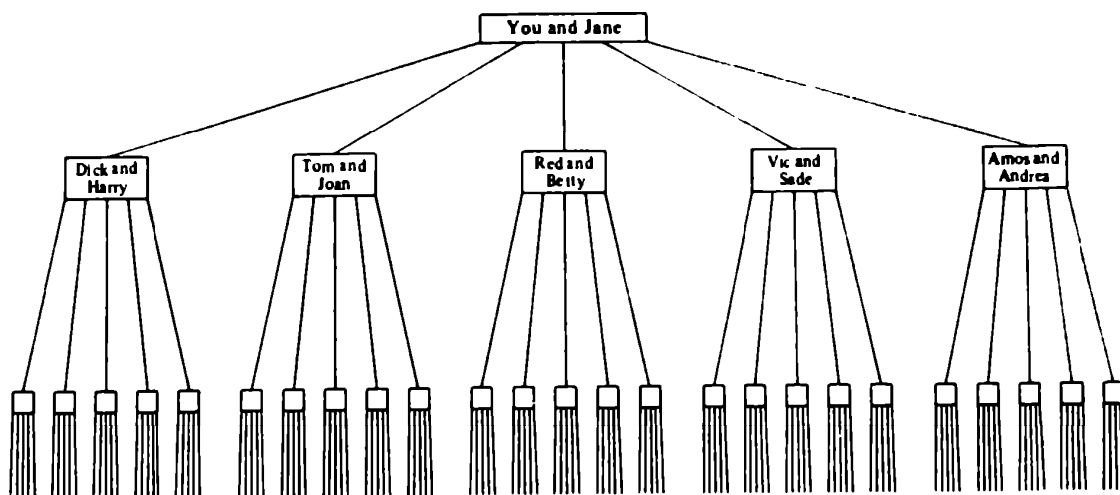 You and Jane
Dick and
Harry
Tom and
Joan
Red and
Betty
Vic and
Sade
Amos and
Andrea